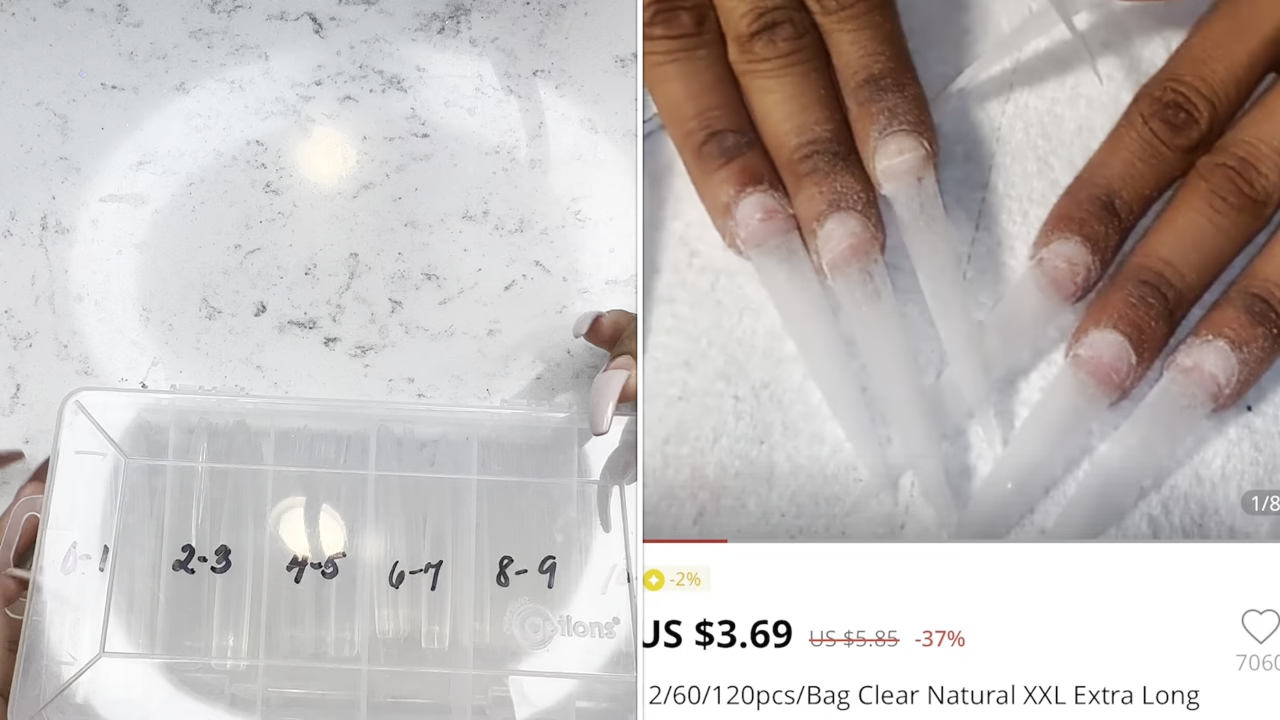 0-1
2-3
4-5
6-7
8-9
Options®
1/8
-2%
US $3.69 US $5.85 -37%
7060
2/60/120pcs/Bag Clear Natural XXL Extra Long